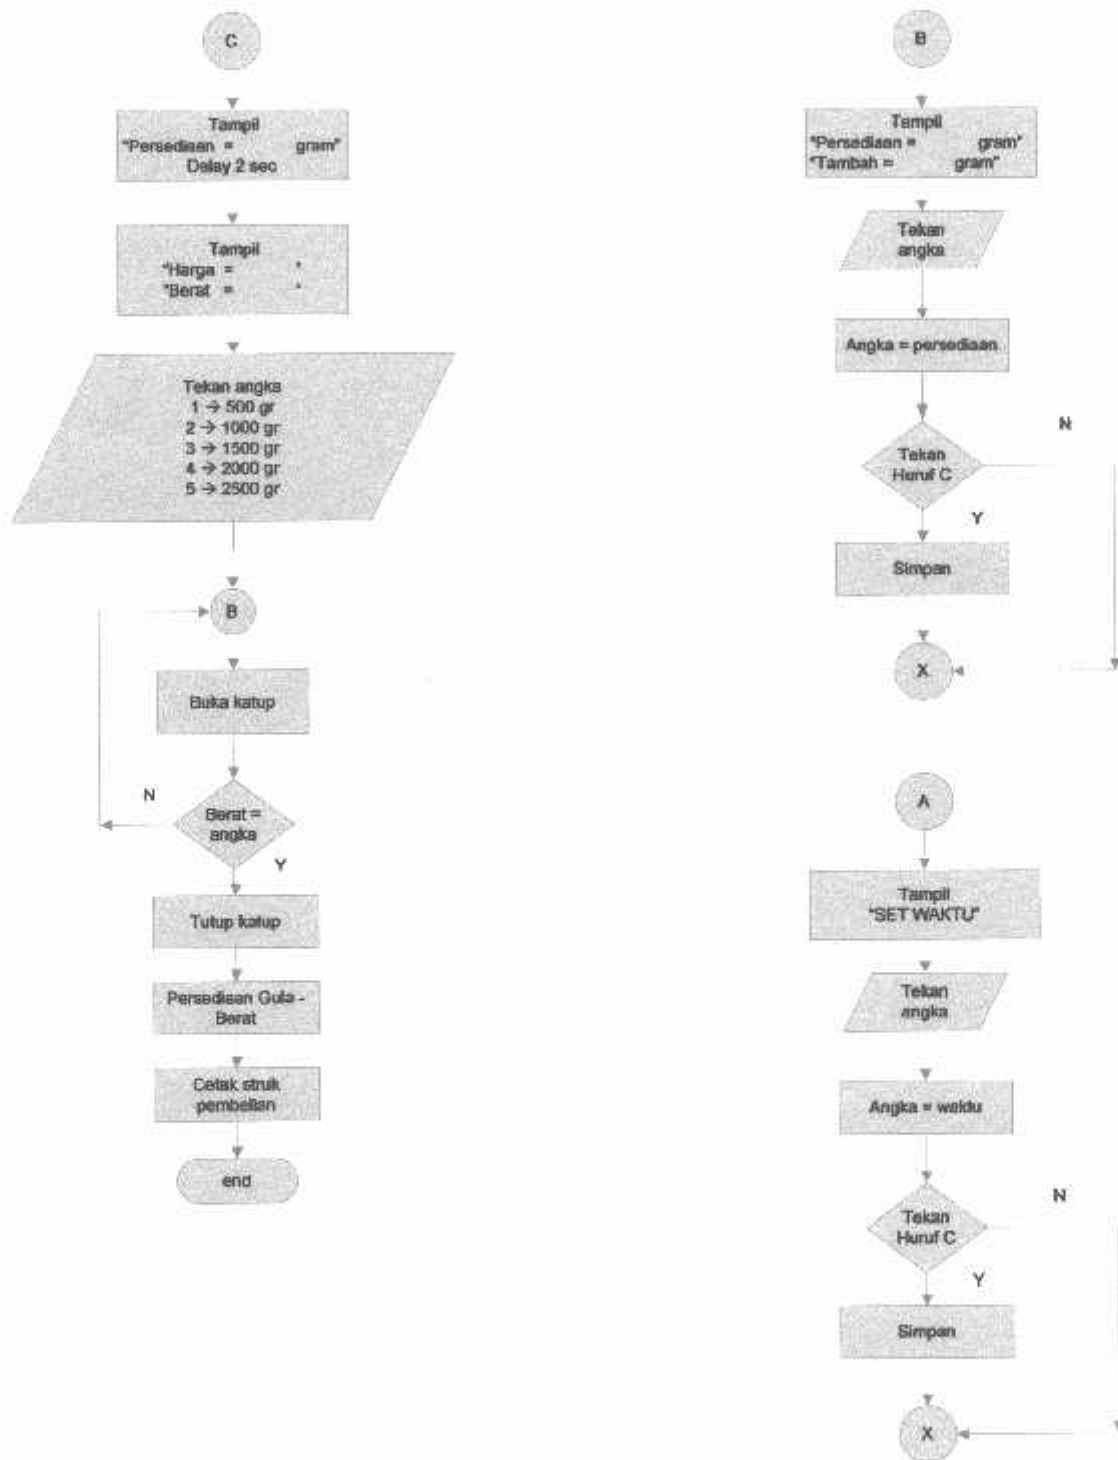 C
Tampil
"Persediaan = gram"
Delay 2 sec
Tampil
"Harga = "
"Berat = "
Tekan angka
1 → 500 gr
2 → 1000 gr
3 → 1500 gr
4 → 2000 gr
5 → 2500 gr
B
Buka katup
N
Berat =
angka
Y
Tutup katup
Persediaan Gula -
Berat
Cetak struk
pembelian
end
B
Tampil
"Persediaan = gram"
"Tambah = gram"
Tekan
angka
Angka = persediaan
N
Tekan
Huruf C
Y
Simpan
X
A
Tampil
"SET WAKTU"
Tekan
angka
Angka = waktu
N
Tekan
Huruf C
Y
Simpan
X